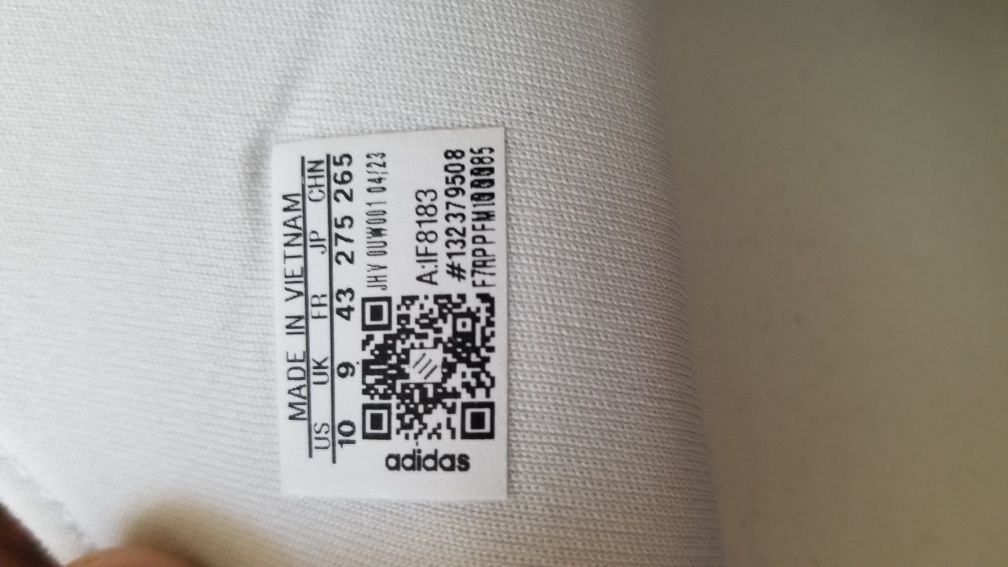 MADE IN VIETNAM
US UK FR JP CHN
10 9 43 275 265
JHV 0UW001 04/23
A:IF8183
#132379508
F7APPFM100085
adidas